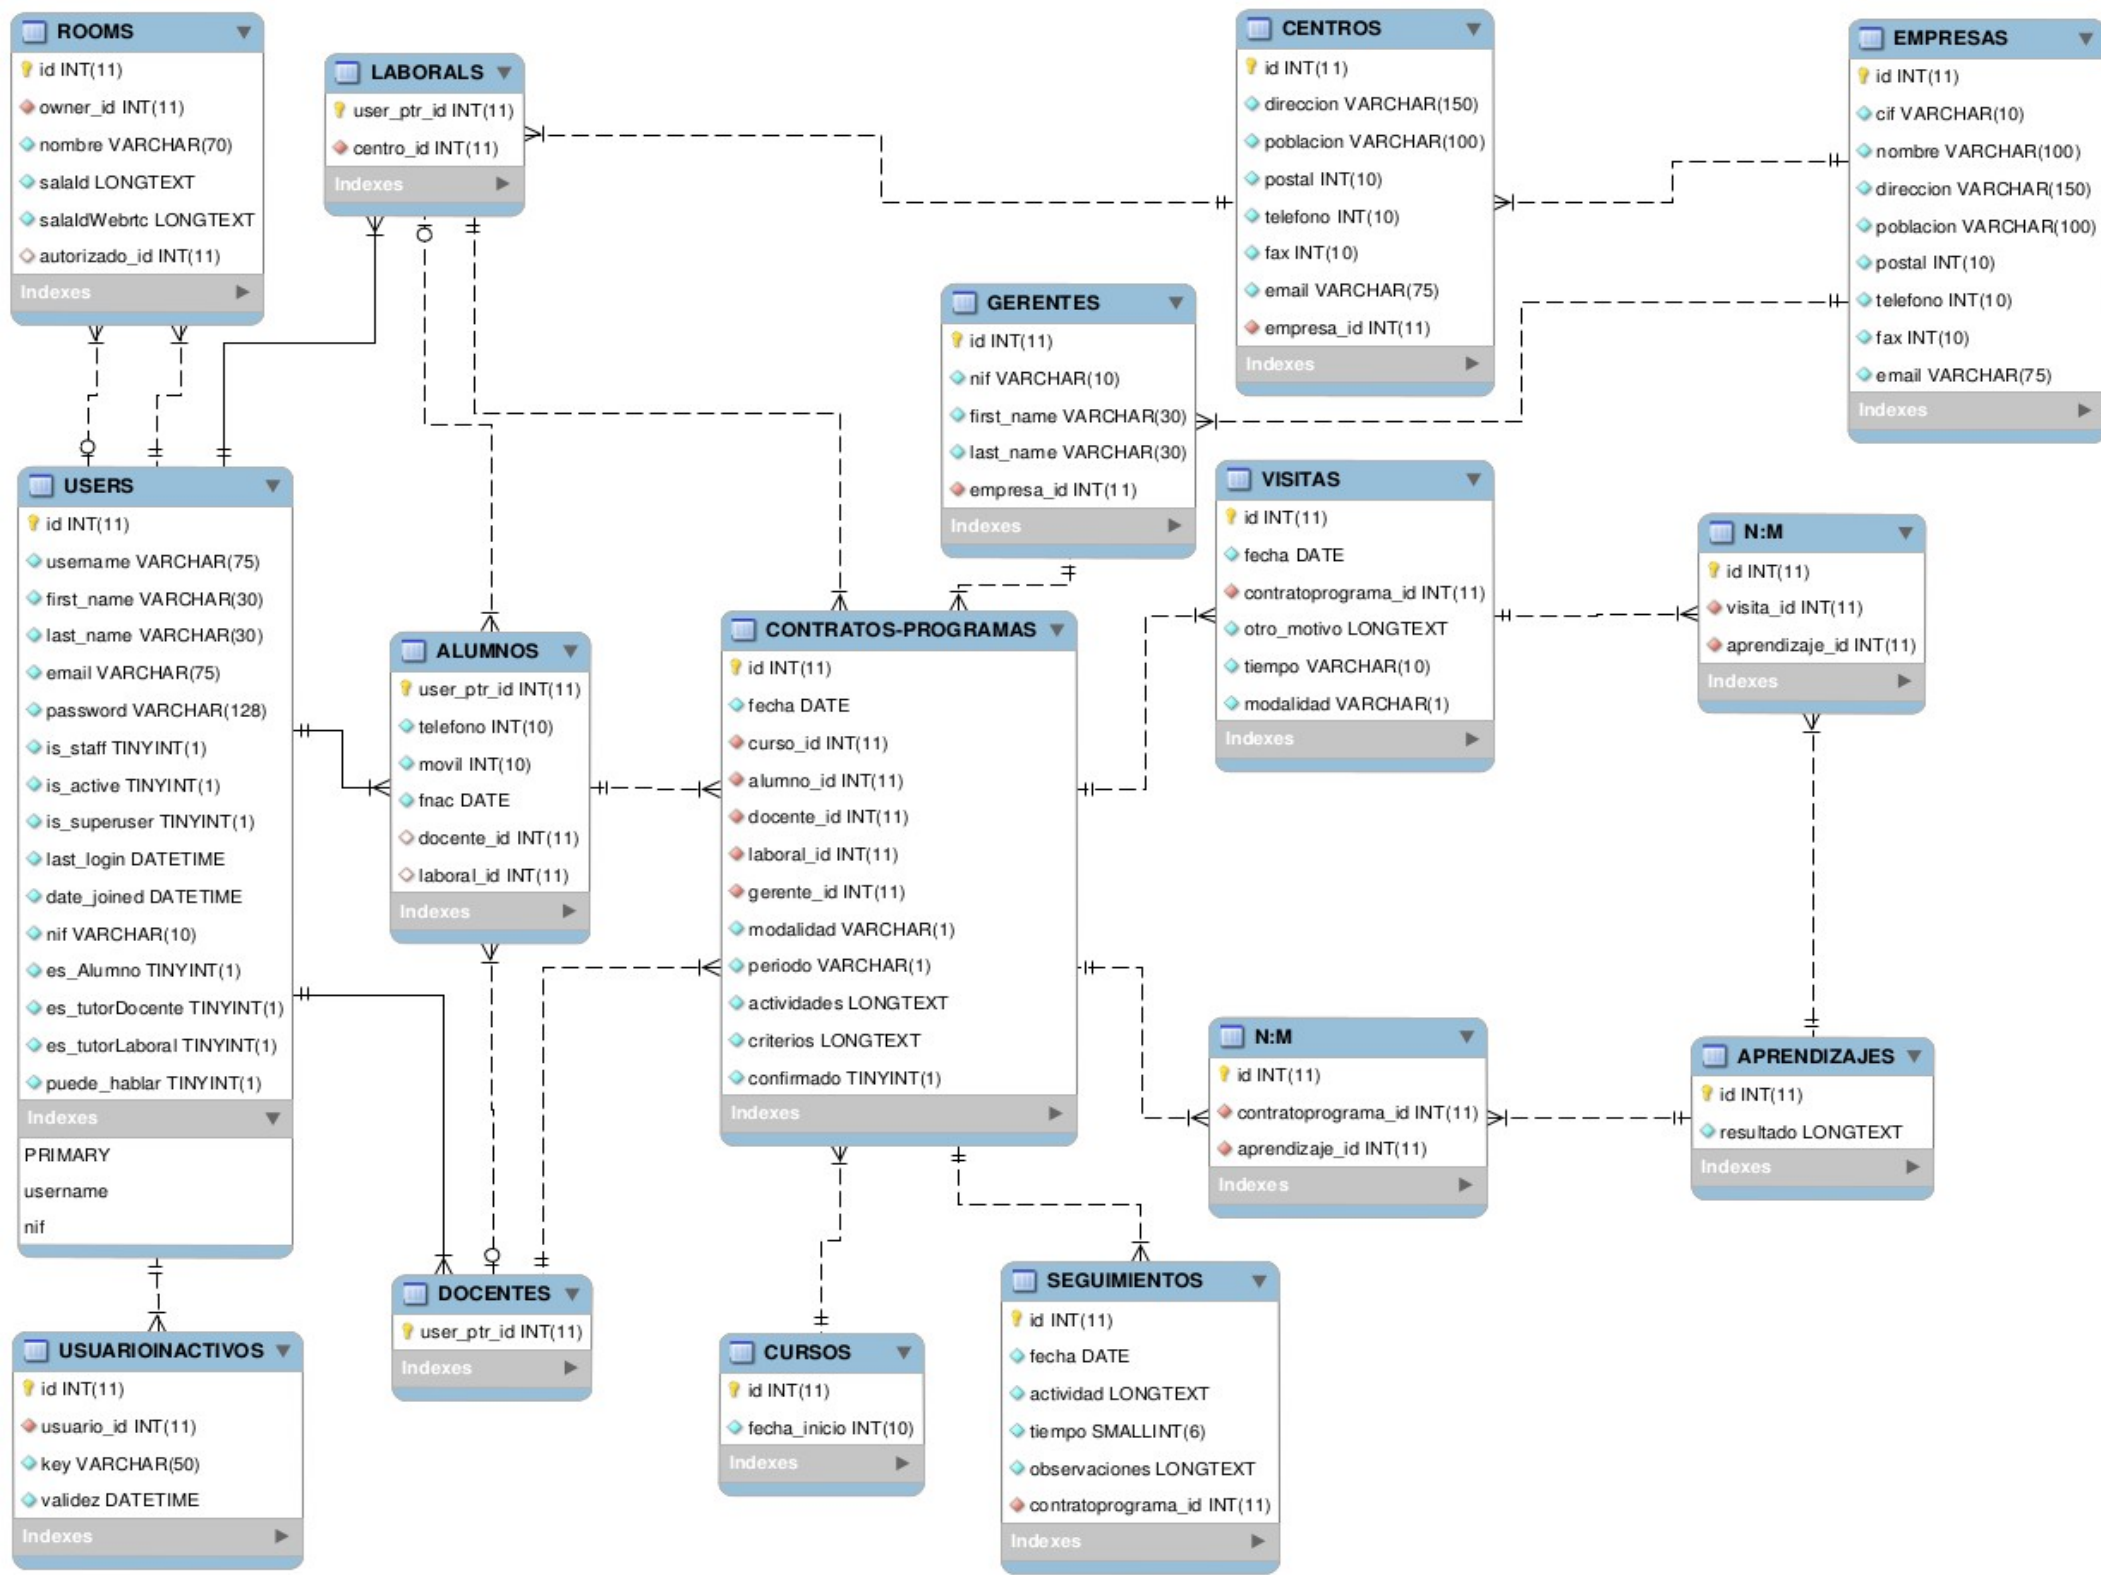 ROOMS
id INT(11)
owner_id INT(11)
nombre VARCHAR(70)
salaId LONGTEXT
salaIdWebrtc LONGTEXT
autorizado_id INT(11)
Indexes
LABORALS
user_ptr_id INT(11)
centro_id INT(11)
Indexes
CENTROS
id INT(11)
direccion VARCHAR(150)
poblacion VARCHAR(100)
postal INT(10)
telefono INT(10)
fax INT(10)
email VARCHAR(75)
empresa_id INT(11)
Indexes
EMPRESAS
id INT(11)
cif VARCHAR(10)
nombre VARCHAR(100)
direccion VARCHAR(150)
poblacion VARCHAR(100)
postal INT(10)
telefono INT(10)
fax INT(10)
email VARCHAR(75)
Indexes
GERENTES
id INT(11)
nif VARCHAR(10)
first_name VARCHAR(30)
last_name VARCHAR(30)
empresa_id INT(11)
Indexes
USERS
id INT(11)
username VARCHAR(75)
first_name VARCHAR(30)
last_name VARCHAR(30)
email VARCHAR(75)
password VARCHAR(128)
is_staff TINYINT(1)
is_active TINYINT(1)
is_superuser TINYINT(1)
last_login DATETIME
date_joined DATETIME
nif VARCHAR(10)
es_Alumno TINYINT(1)
es_tutorDocente TINYINT(1)
es_tutorLaboral TINYINT(1)
puede_hablar TINYINT(1)
Indexes
PRIMARY
username
nif
ALUMNOS
user_ptr_id INT(11)
telefono INT(10)
movil INT(10)
fnac DATE
docente_id INT(11)
laboral_id INT(11)
Indexes
CONTRATOS-PROGRAMAS
id INT(11)
fecha DATE
curso_id INT(11)
alumno_id INT(11)
docente_id INT(11)
laboral_id INT(11)
gerente_id INT(11)
modalidad VARCHAR(1)
periodo VARCHAR(1)
actividades LONGTEXT
criterios LONGTEXT
confirmado TINYINT(1)
Indexes
VISITAS
id INT(11)
fecha DATE
contratoprograma_id INT(11)
otro_motivo LONGTEXT
tiempo VARCHAR(10)
modalidad VARCHAR(1)
Indexes
N:M
id INT(11)
visita_id INT(11)
aprendizaje_id INT(11)
Indexes
N:M
id INT(11)
contratoprograma_id INT(11)
aprendizaje_id INT(11)
Indexes
APRENDIZAJES
id INT(11)
resultado LONGTEXT
Indexes
USUARIOINACTIVOS
id INT(11)
usuario_id INT(11)
key VARCHAR(50)
validez DATETIME
Indexes
DOCENTES
user_ptr_id INT(11)
Indexes
CURSOS
id INT(11)
fecha_inicio INT(10)
Indexes
SEGUIMIENTOS
id INT(11)
fecha DATE
actividad LONGTEXT
tiempo SMALLINT(6)
observaciones LONGTEXT
contratoprograma_id INT(11)
Indexes